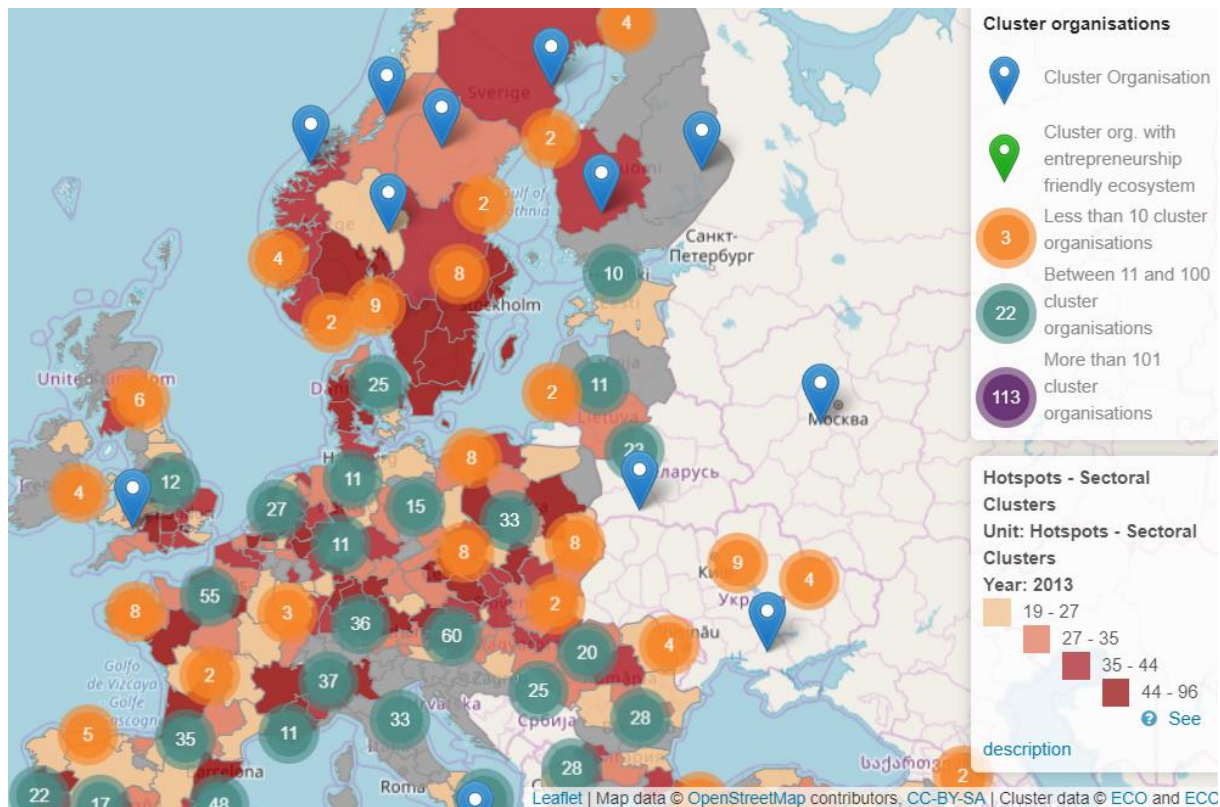 Cluster organisations
Cluster Organisation
Cluster org. with
entrepreneurship
friendly ecosystem
3
Less than 10 cluster
organisations
22
Between 11 and 100
cluster
organisations
113
More than 101
cluster
organisations
Hotspots - Sectoral
Clusters
Unit: Hotspots - Sectoral
Clusters
Year: 2013
19 - 27
27 - 35
35 - 44
44 - 96
See
description
4
Sverige
2
Gulf of
2
Санкт-
Петербург
4
8
10
9
2
United Kingdom
25
2
11
Москва
6
8
4
12
11
27
15
33
11
8
8
9
4
55
8
3
2
36
60
4
20
Golfo
de Vizcaya
Golfe
2
37
25
Србија
33
28
5
35
11
28
Roma
22
17
48
2
Leaflet | Map data © OpenStreetMap contributors, CC-BY-SA | Cluster data © ECO and